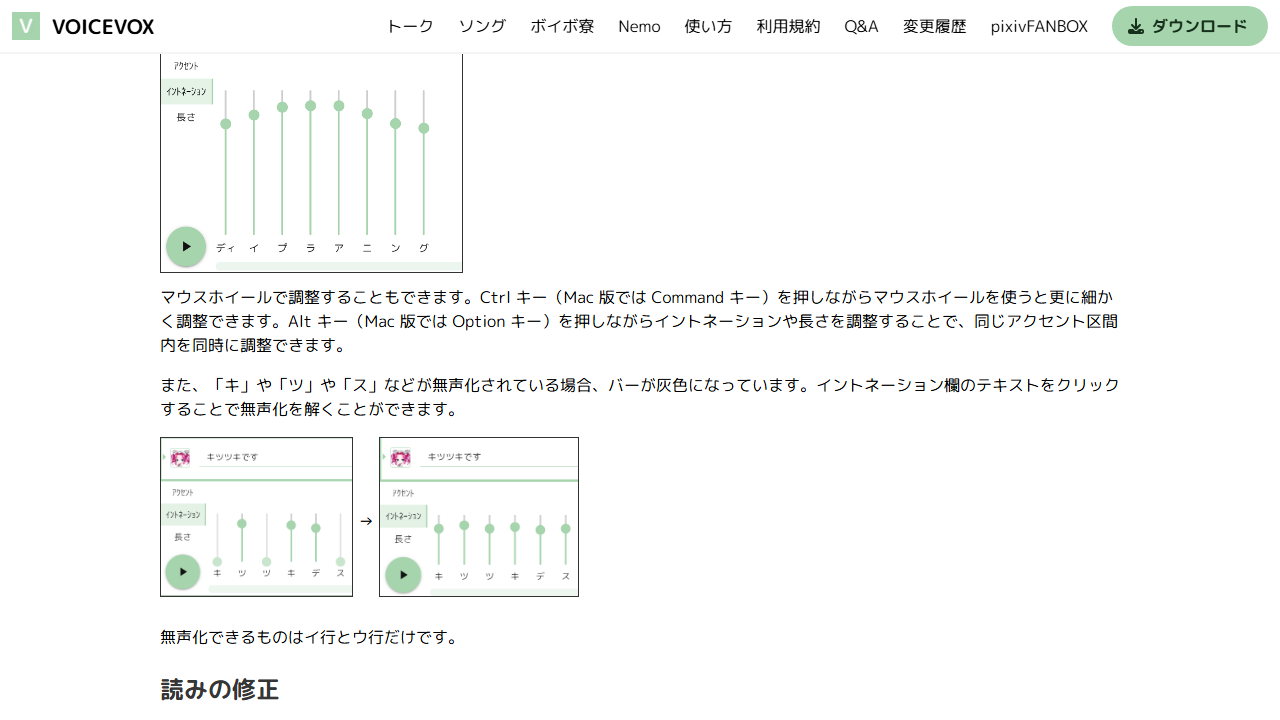 V VOICEVOX トーク ソング ボイボ寮 Nemo 使い方 利用規約 Q&A 変更履歴 pixivFANBOX ダウンロード
アクセント
イントネーション
長さ
ディ イ プ ラ ア ニ ン グ
マウスホイールで調整することもできます。Ctrl キー（Mac 版では Command キー）を押しながらマウスホイールを使うと更に細か
く調整できます。Alt キー（Mac 版では Option キー）を押しながらイントネーションや長さを調整することで、同じアクセント区間
内を同時に調整できます。
また、「キ」や「ツ」や「ス」などが無声化されている場合、バーが灰色になっています。イントネーション欄のテキストをクリック
することで無声化を解くことができます。
キツツキです
アクセント
イントネーション
長さ
キ ツ ツ キ デ ス
→
キツツキです
アクセント
イントネーション
長さ
キ ツ ツ キ デ ス
無声化できるものはイ行とウ行だけです。
読みの修正